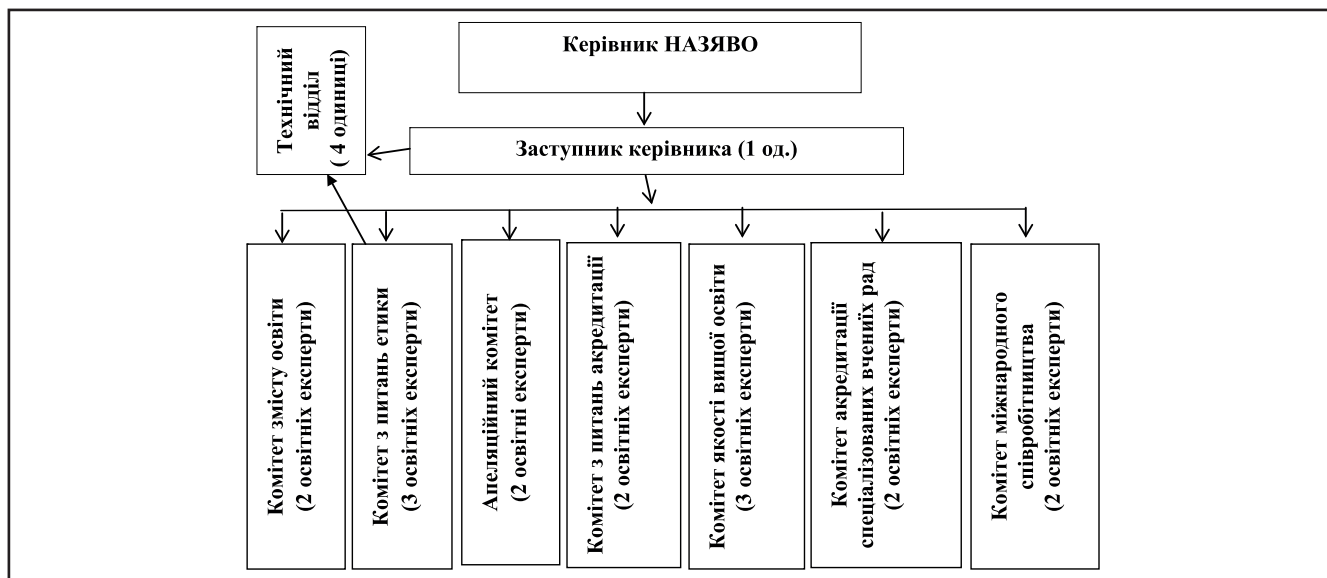 Керівник НАЗЯВО
Технічний
відділ
( 4 одиниці)
Заступник керівника (1 од.)
Комітет змісту освіти
(2 освітніх експерти)
Комітет з питань етики
(3 освітніх експерти)
Апеляційний комітет
(2 освітні експерти)
Комітет з питань акредитації
(2 освітніх експерти)
Комітет якості вищої освіти
(3 освітніх експерти)
Комітет акредитації
спеціалізованих вчениїх рад
(2 освітніх експерти)
Комітет міжнародного
співробітництва
(2 освітніх експерти)